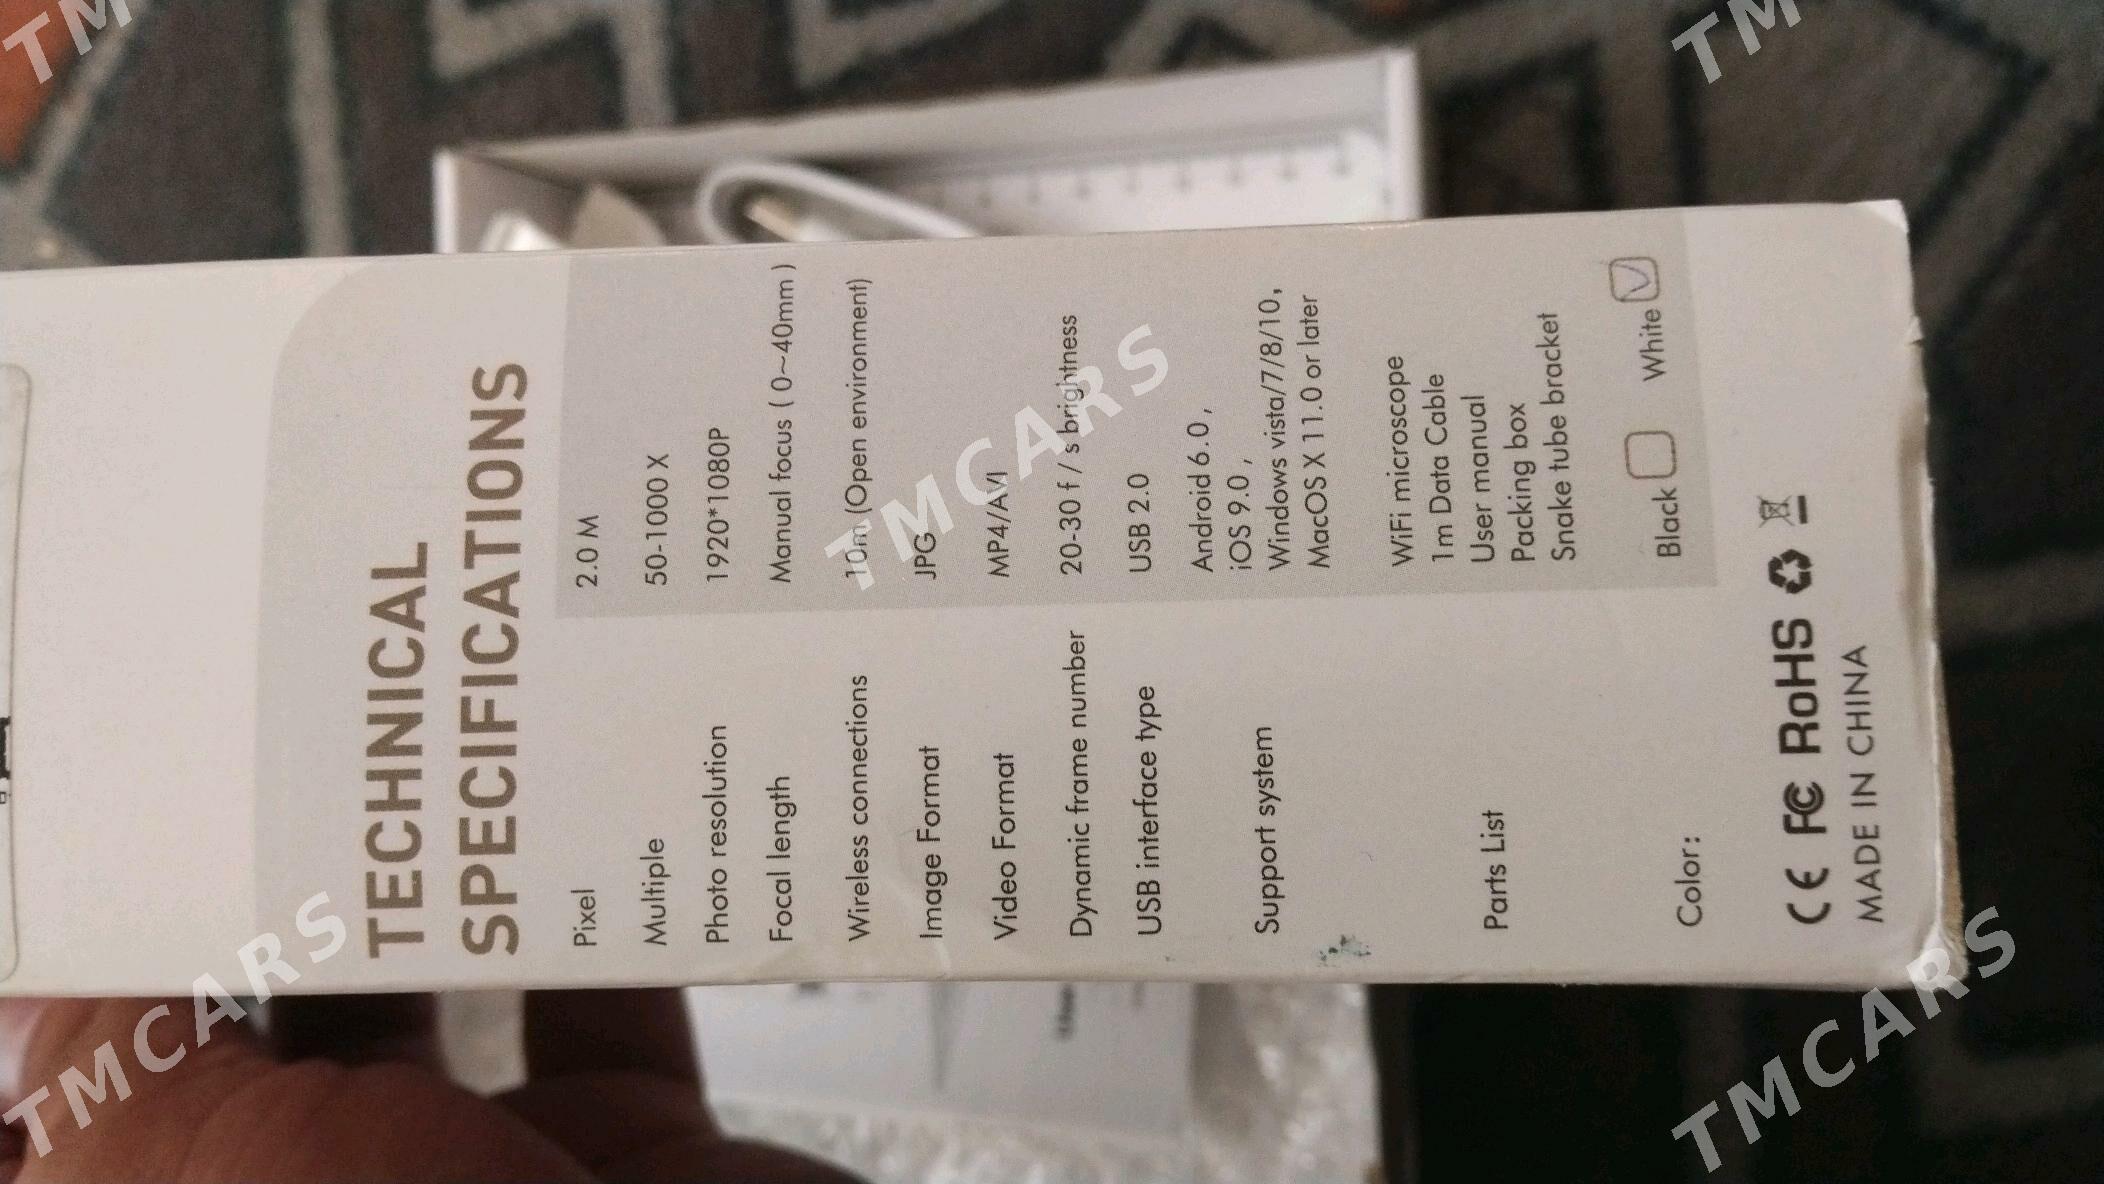 TECHNICAL
SPECIFICATIONS
Pixel 2.0 M
Multiple 50-1000 X
Photo resolution 1920*1080P
Focal length Manual focus ( 0~40mm )
Wireless connections 10m (Open environment)
Image Format JPG
Video Format MP4/AVI
Dynamic frame number 20-30 f / s brightness
USB interface type USB 2.0
Support system Android 6.0 ,
iOS 9.0 ,
Windows vista/7/8/10,
MacOS X 11.0 or later
Parts List WiFi microscope
1m Data Cable
User manual
Packing box
Snake tube bracket
Color: Black White
CE FC RoHS
MADE IN CHINA
TMCARS
TMCARS
TMCARS
TM
TM